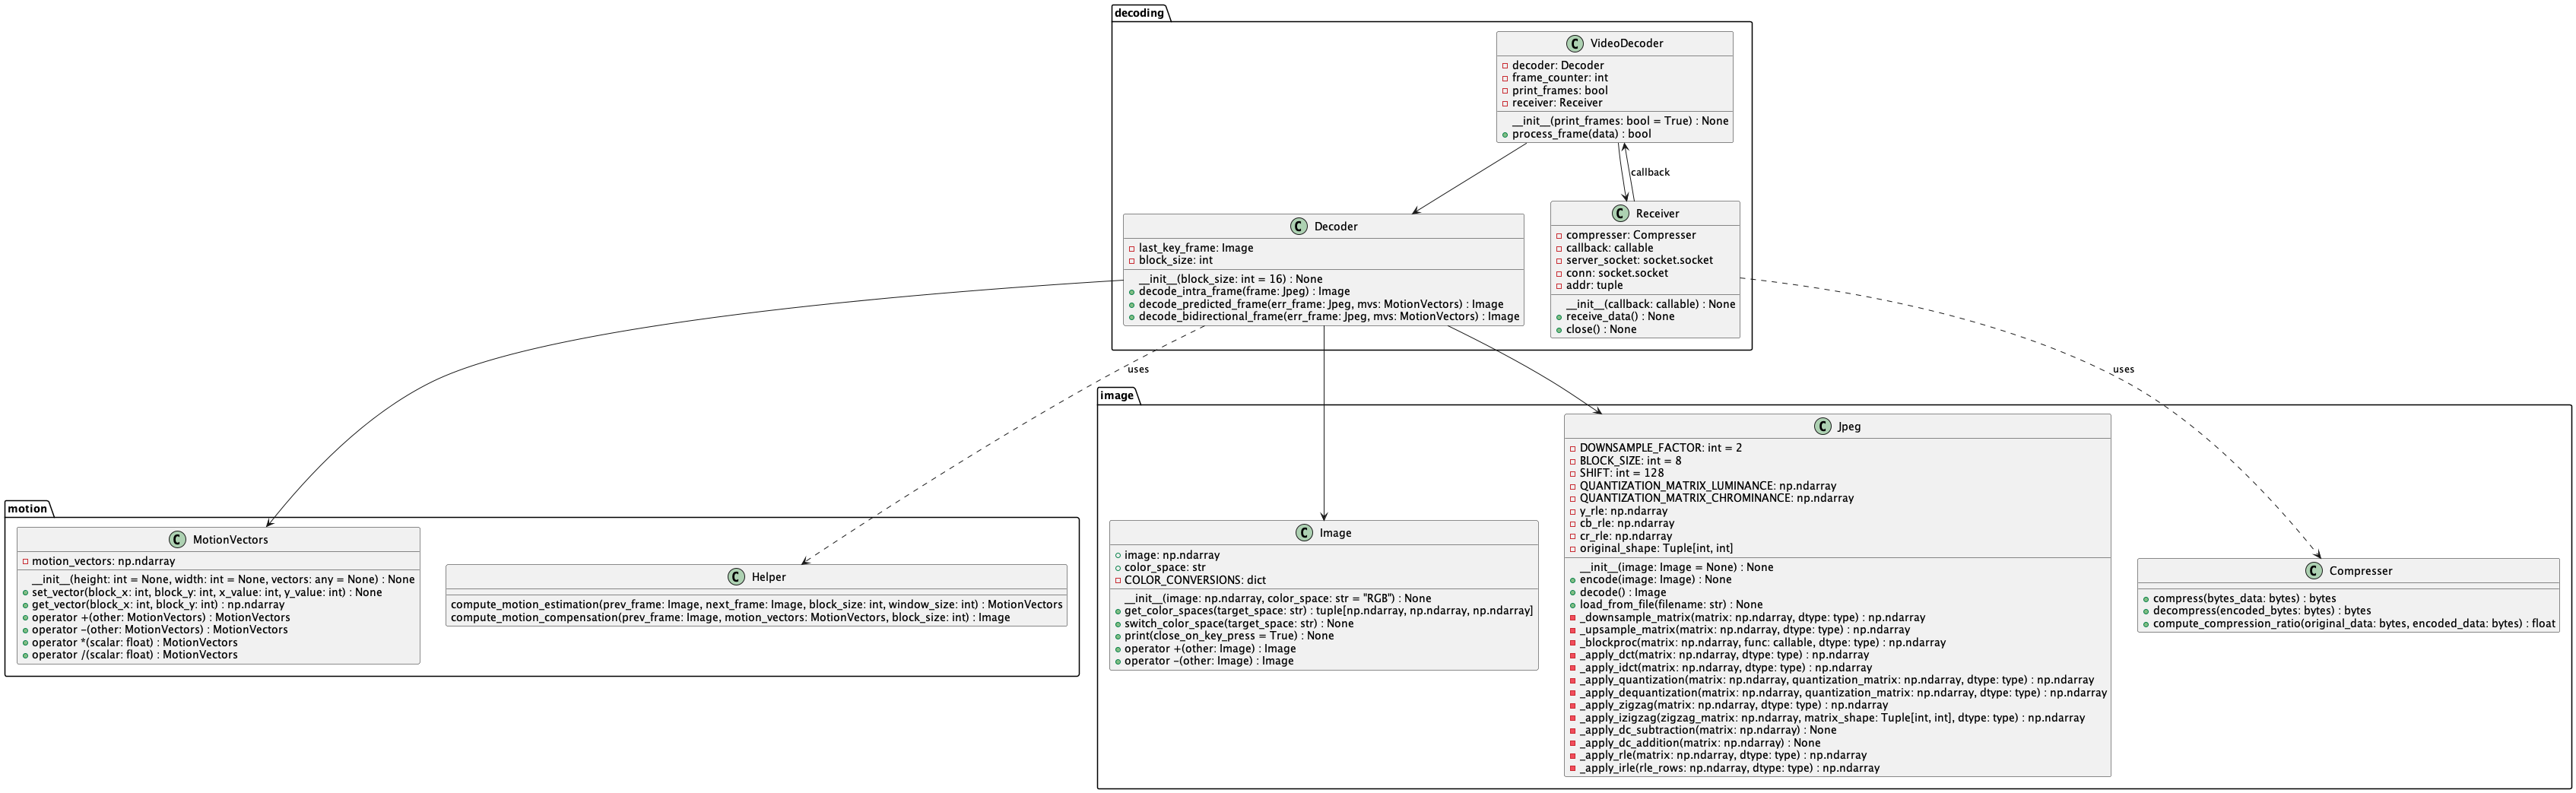 decoding
C VideoDecoder
decoder: Decoder
frame_counter: int
print_frames: bool
receiver: Receiver
__init__(print_frames: bool = True) : None
process_frame(data) : bool
callback
C Decoder
last_key_frame: Image
block_size: int
__init__(block_size: int = 16) : None
decode_intra_frame(frame: Jpeg) : Image
decode_predicted_frame(err_frame: Jpeg, mvs: MotionVectors) : Image
decode_bidirectional_frame(err_frame: Jpeg, mvs: MotionVectors) : Image
C Receiver
compresser: Compresser
callback: callable
server_socket: socket.socket
conn: socket.socket
addr: tuple
__init__(callback: callable) : None
receive_data() : None
close() : None
uses
uses
motion
C MotionVectors
motion_vectors: np.ndarray
__init__(height: int = None, width: int = None, vectors: any = None) : None
set_vector(block_x: int, block_y: int, x_value: int, y_value: int) : None
get_vector(block_x: int, block_y: int) : np.ndarray
operator +(other: MotionVectors) : MotionVectors
operator -(other: MotionVectors) : MotionVectors
operator *(scalar: float) : MotionVectors
operator /(scalar: float) : MotionVectors
C Helper
compute_motion_estimation(prev_frame: Image, next_frame: Image, block_size: int, window_size: int) : MotionVectors
compute_motion_compensation(prev_frame: Image, motion_vectors: MotionVectors, block_size: int) : Image
image
C Image
image: np.ndarray
color_space: str
COLOR_CONVERSIONS: dict
__init__(image: np.ndarray, color_space: str = "RGB") : None
get_color_spaces(target_space: str) : tuple[np.ndarray, np.ndarray, np.ndarray]
switch_color_space(target_space: str) : None
print(close_on_key_press = True) : None
operator +(other: Image) : Image
operator -(other: Image) : Image
C Jpeg
DOWNSAMPLE_FACTOR: int = 2
BLOCK_SIZE: int = 8
SHIFT: int = 128
QUANTIZATION_MATRIX_LUMINANCE: np.ndarray
QUANTIZATION_MATRIX_CHROMINANCE: np.ndarray
y_rle: np.ndarray
cb_rle: np.ndarray
cr_rle: np.ndarray
original_shape: Tuple[int, int]
__init__(image: Image = None) : None
encode(image: Image) : None
decode() : Image
load_from_file(filename: str) : None
_downsample_matrix(matrix: np.ndarray, dtype: type) : np.ndarray
_upsample_matrix(matrix: np.ndarray, dtype: type) : np.ndarray
_blockproc(matrix: np.ndarray, func: callable, dtype: type) : np.ndarray
_apply_dct(matrix: np.ndarray, dtype: type) : np.ndarray
_apply_idct(matrix: np.ndarray, dtype: type) : np.ndarray
_apply_quantization(matrix: np.ndarray, quantization_matrix: np.ndarray, dtype: type) : np.ndarray
_apply_dequantization(matrix: np.ndarray, quantization_matrix: np.ndarray, dtype: type) : np.ndarray
_apply_zigzag(matrix: np.ndarray, dtype: type) : np.ndarray
_apply_izigzag(zigzag_matrix: np.ndarray, matrix_shape: Tuple[int, int], dtype: type) : np.ndarray
_apply_dc_subtraction(matrix: np.ndarray) : None
_apply_dc_addition(matrix: np.ndarray) : None
_apply_rle(matrix: np.ndarray, dtype: type) : np.ndarray
_apply_irle(rle_rows: np.ndarray, dtype: type) : np.ndarray
C Compresser
compress(bytes_data: bytes) : bytes
decompress(encoded_bytes: bytes) : bytes
compute_compression_ratio(original_data: bytes, encoded_data: bytes) : float